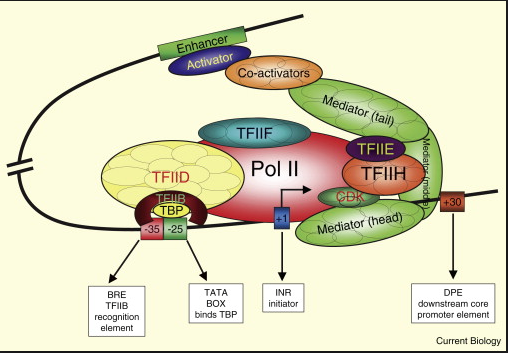 Enhancer
Activator
Co-activators
Mediator (tail)
TFIIF
TFIIE
Mediator (middle)
Pol II
TFIID
TFIIH
TFIIB
TBP
CDK
+30
+1
Mediator (head)
-35 -25
BRE
TFIIB
recognition
element
TATA
BOX
binds TBP
INR
initiator
DPE
downstream core
promoter element
Current Biology